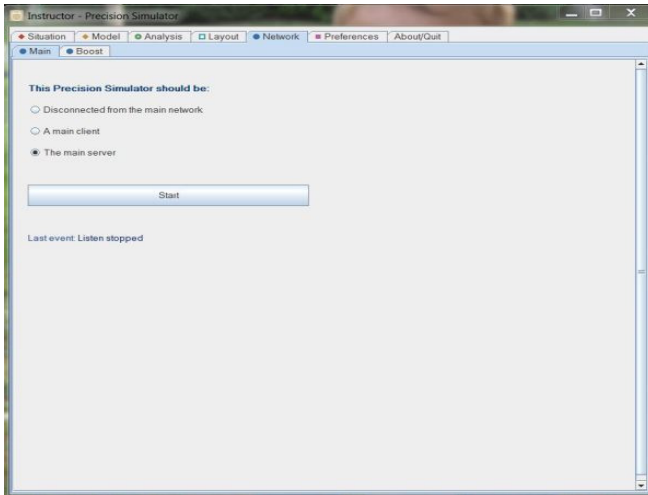 Instructor - Precision Simulator
Situation Model Analysis Layout Network Preferences About/Quit
Main Boost
This Precision Simulator should be:
Disconnected from the main network
A main client
The main server
Start
Last event: Listen stopped